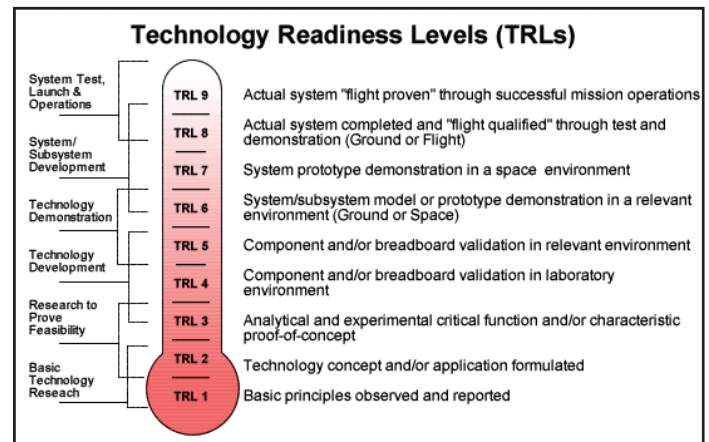 Technology Readiness Levels (TRLs)
System Test,
Launch &
Operations
System/
Subsystem
Development
Technology
Demonstration
Technology
Development
Research to
Prove
Feasibility
Basic
Technology
Reseach
TRL 9
TRL 8
TRL 7
TRL 6
TRL 5
TRL 4
TRL 3
TRL 2
TRL 1
Actual system "flight proven" through successful mission operations
Actual system completed and "flight qualified" through test and
demonstration (Ground or Flight)
System prototype demonstration in a space environment
System/subsystem model or prototype demonstration in a relevant
environment (Ground or Space)
Component and/or breadboard validation in relevant environment
Component and/or breadboard validation in laboratory
environment
Analytical and experimental critical function and/or characteristic
proof-of-concept
Technology concept and/or application formulated
Basic principles observed and reported